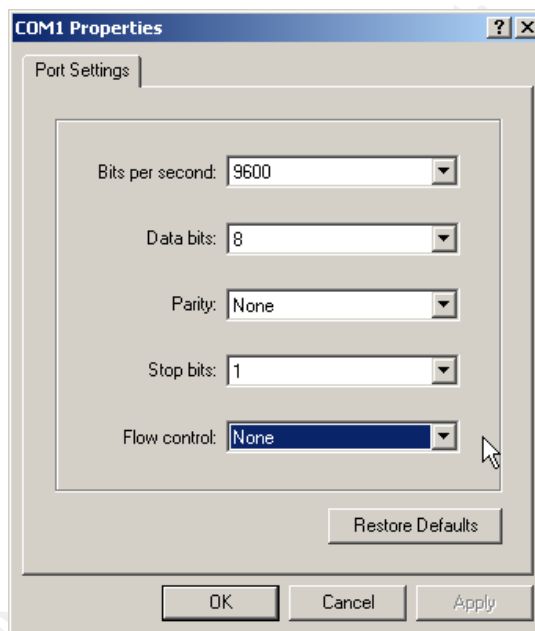 COM1 Properties
Port Settings
Bits per second: 9600
Data bits: 8
Parity: None
Stop bits: 1
Flow control: None
Restore Defaults
OK Cancel Apply